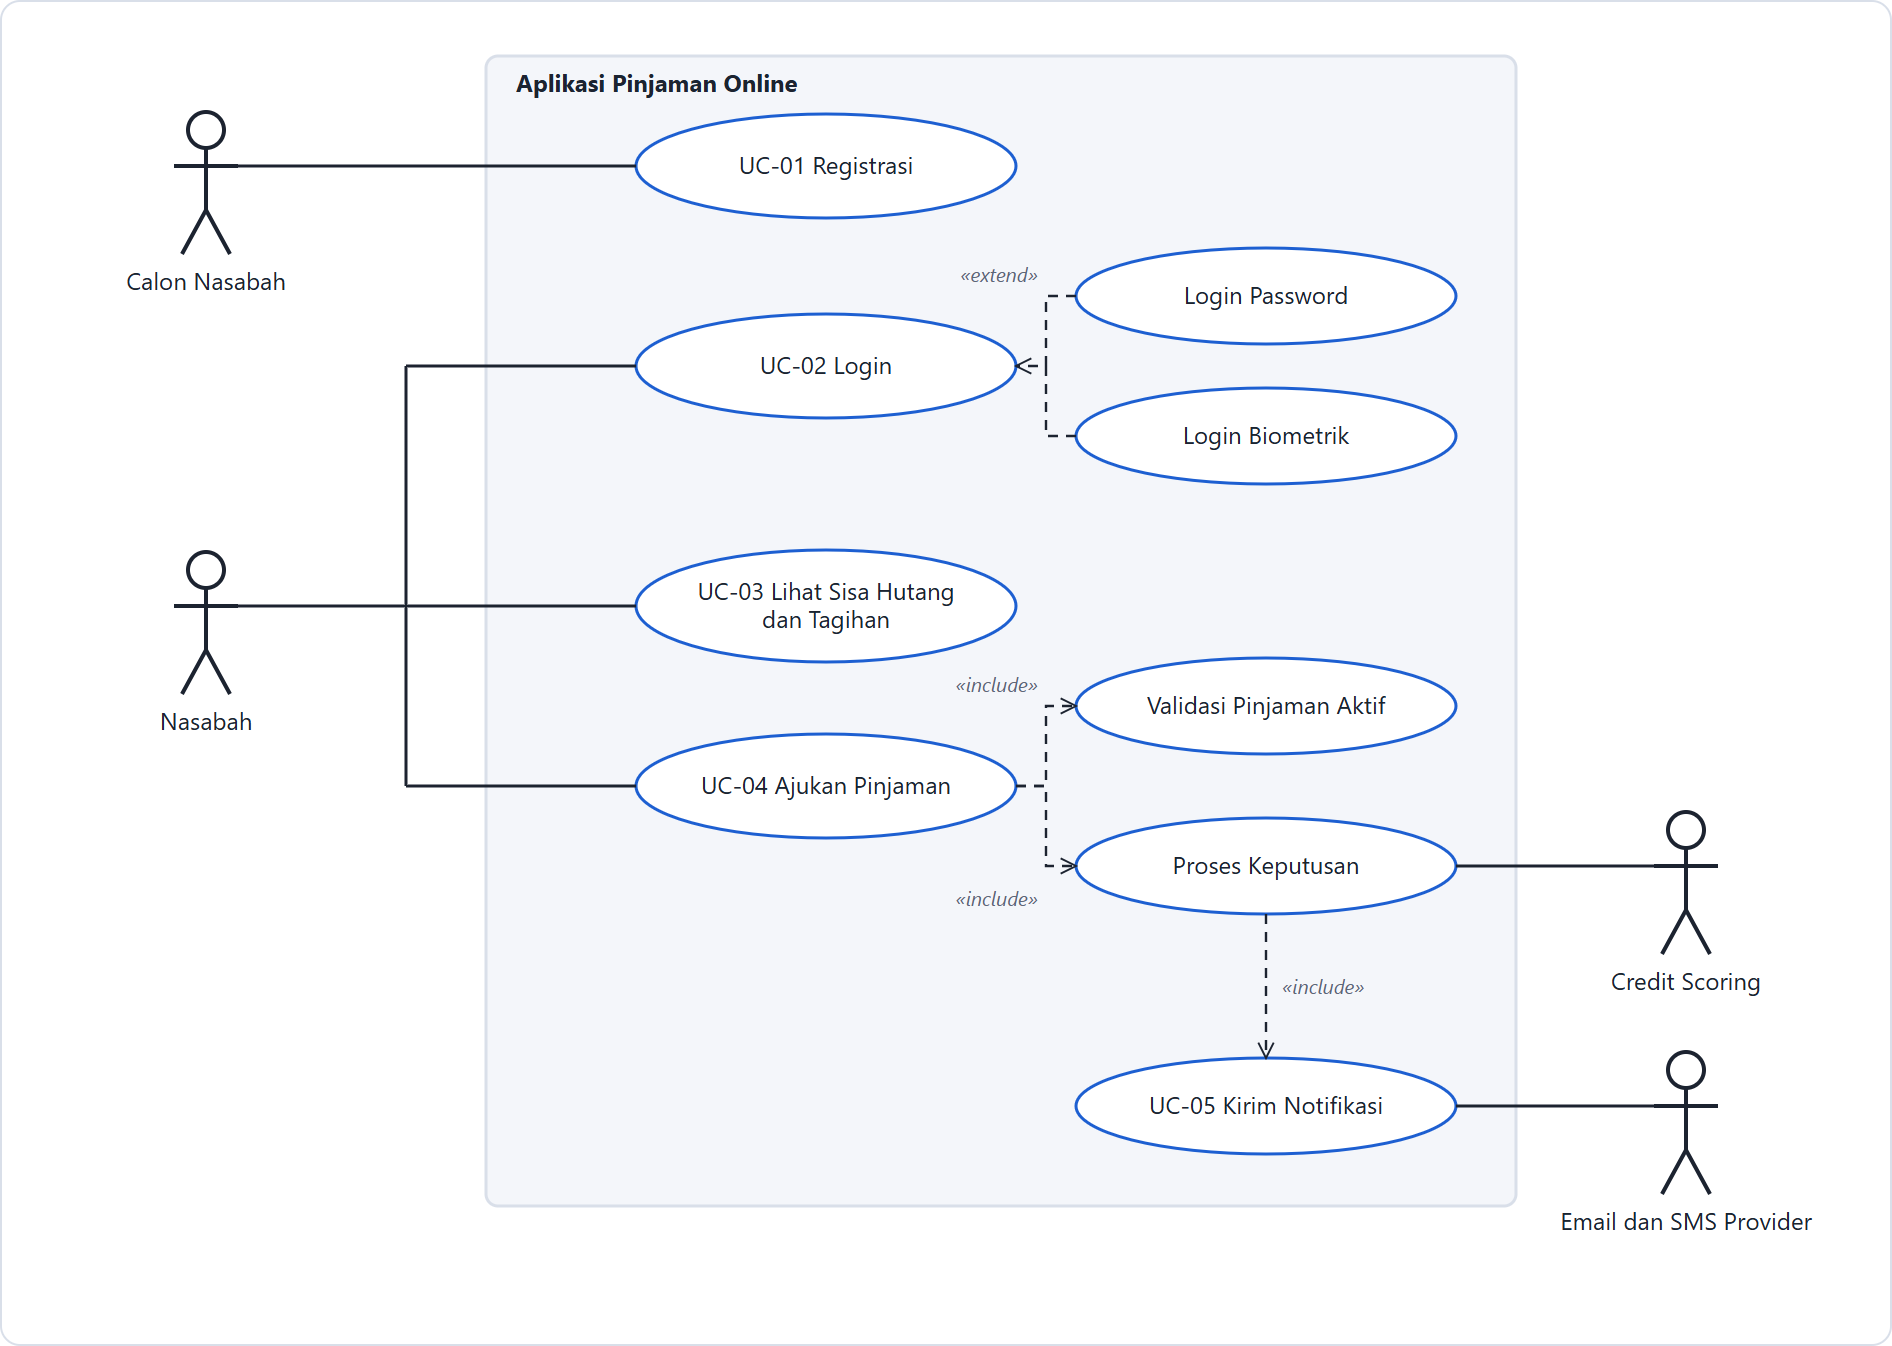 Aplikasi Pinjaman Online
UC-01 Registrasi
Calon Nasabah
«extend»
Login Password
UC-02 Login
Login Biometrik
UC-03 Lihat Sisa Hutang
dan Tagihan
Nasabah
«include»
Validasi Pinjaman Aktif
UC-04 Ajukan Pinjaman
Proses Keputusan
«include»
Credit Scoring
«include»
UC-05 Kirim Notifikasi
Email dan SMS Provider